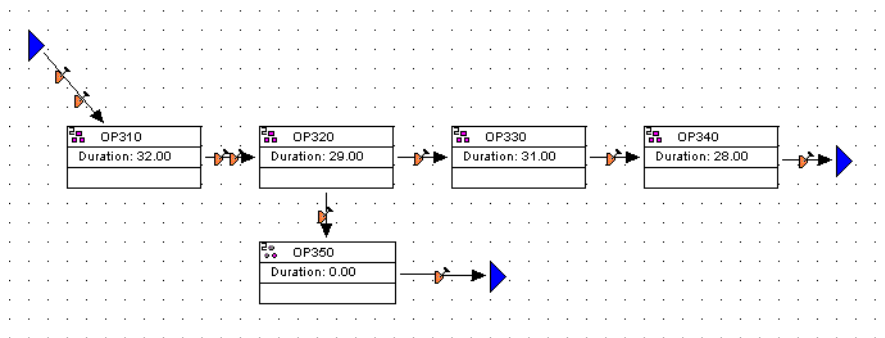 OP310
Duration: 32.00
OP320
Duration: 29.00
OP330
Duration: 31.00
OP340
Duration: 28.00
OP350
Duration: 0.00